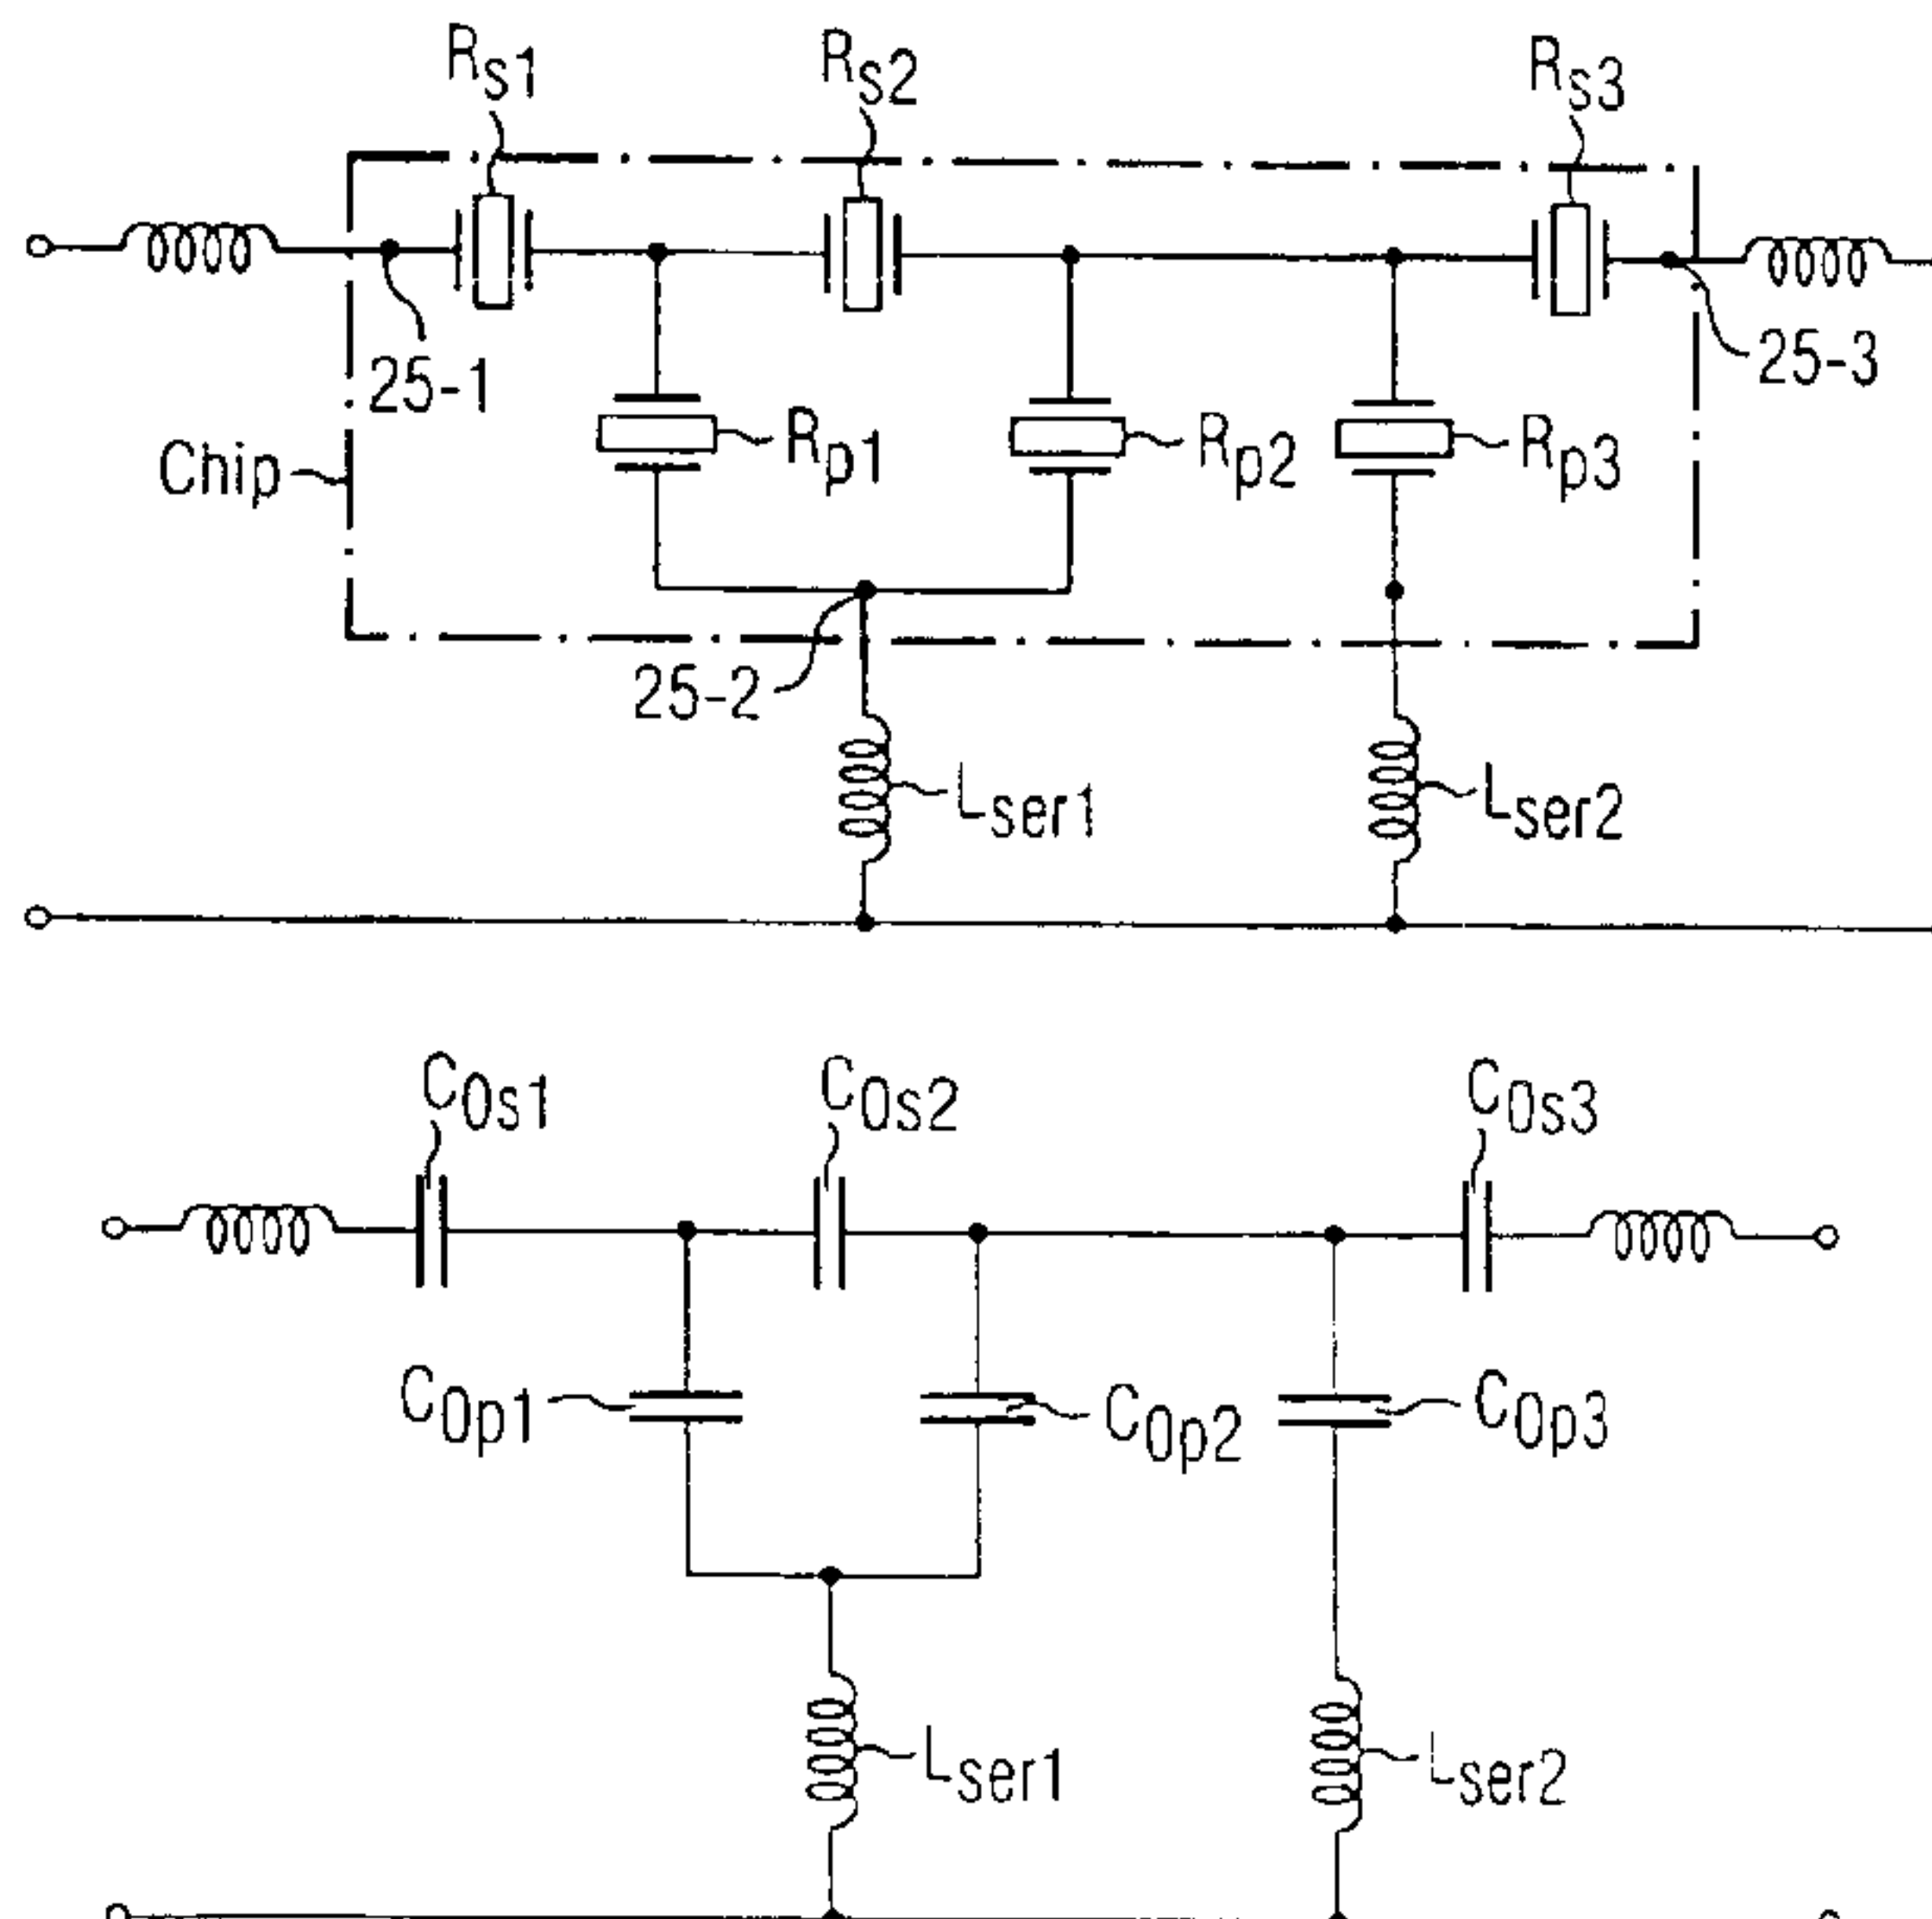 Rs1
Rs2
Rs3
25-1
25-3
Chip
Rp1
Rp2
Rp3
25-2
Lser1
Lser2
C0s1
C0s2
C0s3
C0p1
C0p2
C0p3
Lser1
Lser2